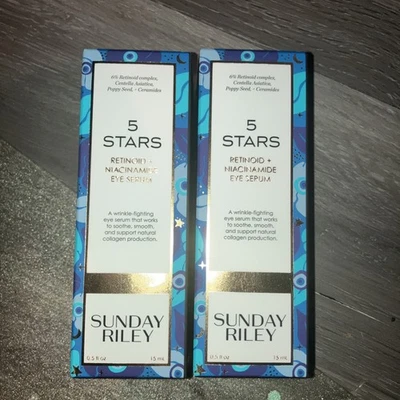 6% Retinoid complex,
Centella Asiatica,
Poppy Seed, + Ceramides
5
STARS
RETINOID +
NIACINAMIDE
EYE SERUM
A wrinkle-fighting
eye serum that works
to soothe, smooth,
and support natural
collagen production.
SUNDAY
RILEY
0.5 fl oz 15 mL
6% Retinoid complex,
Centella Asiatica,
Poppy Seed, + Ceramides
5
STARS
RETINOID +
NIACINAMIDE
EYE SERUM
A wrinkle-fighting
eye serum that works
to soothe, smooth,
and support natural
collagen production.
SUNDAY
RILEY
0.5 fl oz 15 mL